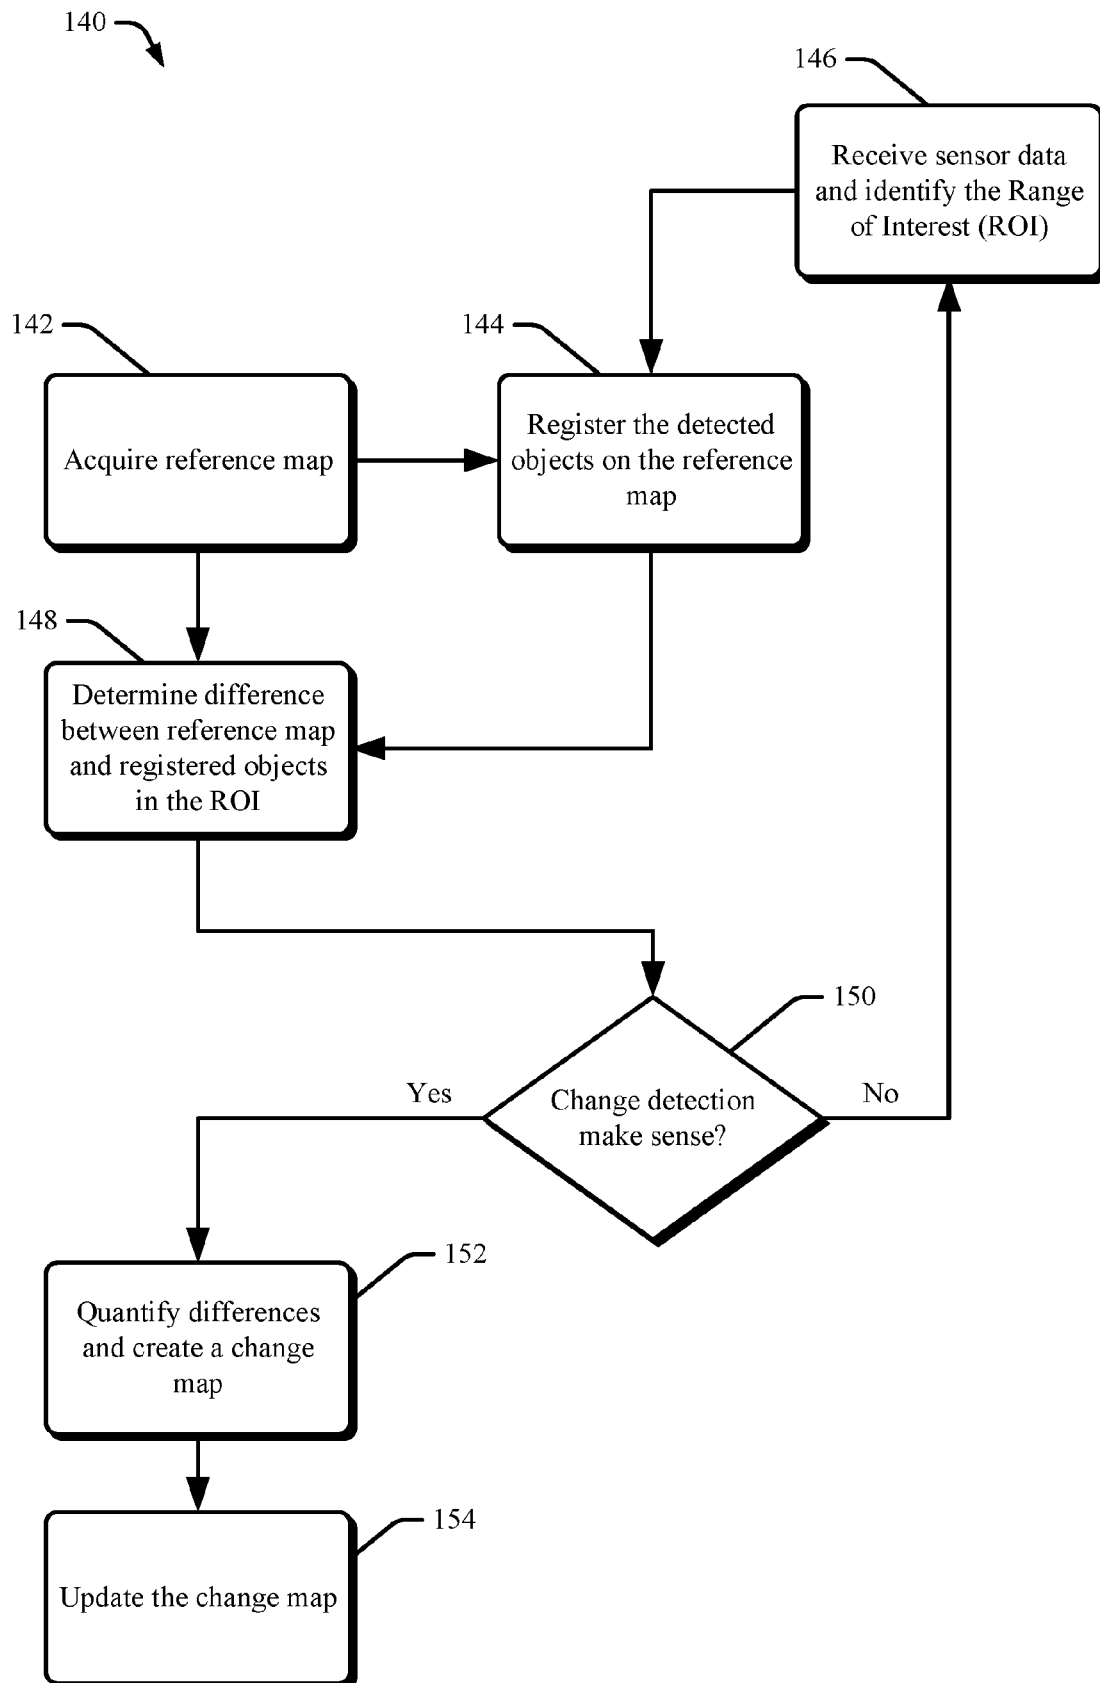 140
146
Receive sensor data
and identify the Range
of Interest (ROI)
142
144
Acquire reference map
Register the detected
objects on the reference
map
148
Determine difference
between reference map
and registered objects
in the ROI
150
Yes
Change detection
make sense?
No
152
Quantify differences
and create a change
map
154
Update the change map